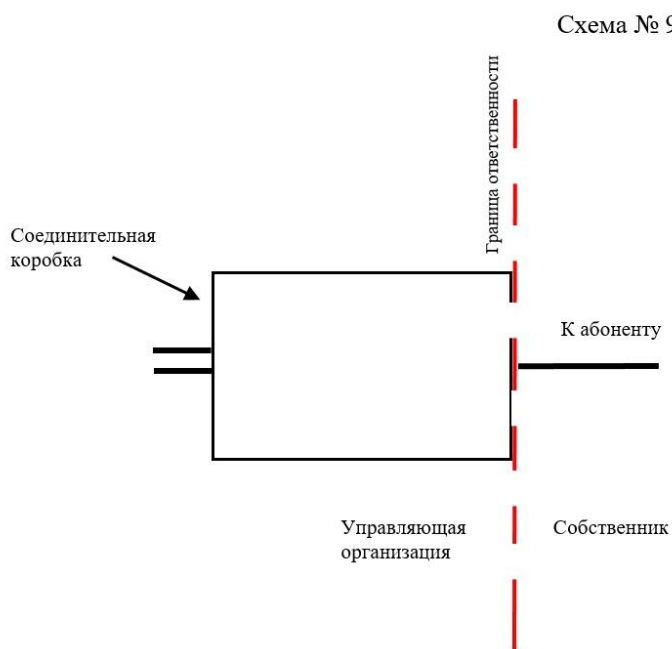 Схема № 9
Граница ответственности
Соединительная
коробка
К абоненту
Управляющая
организация
Собственник